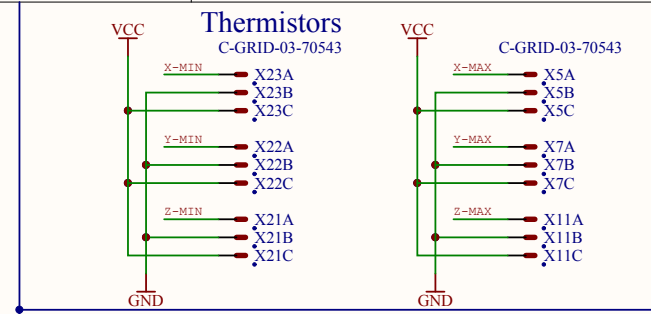 Thermistors
VCC
C-GRID-03-70543
X-MIN
X23A
X23B
X23C
Y-MIN
X22A
X22B
X22C
Z-MIN
X21A
X21B
X21C
GND
VCC
C-GRID-03-70543
X-MAX
X5A
X5B
X5C
Y-MAX
X7A
X7B
X7C
Z-MAX
X11A
X11B
X11C
GND